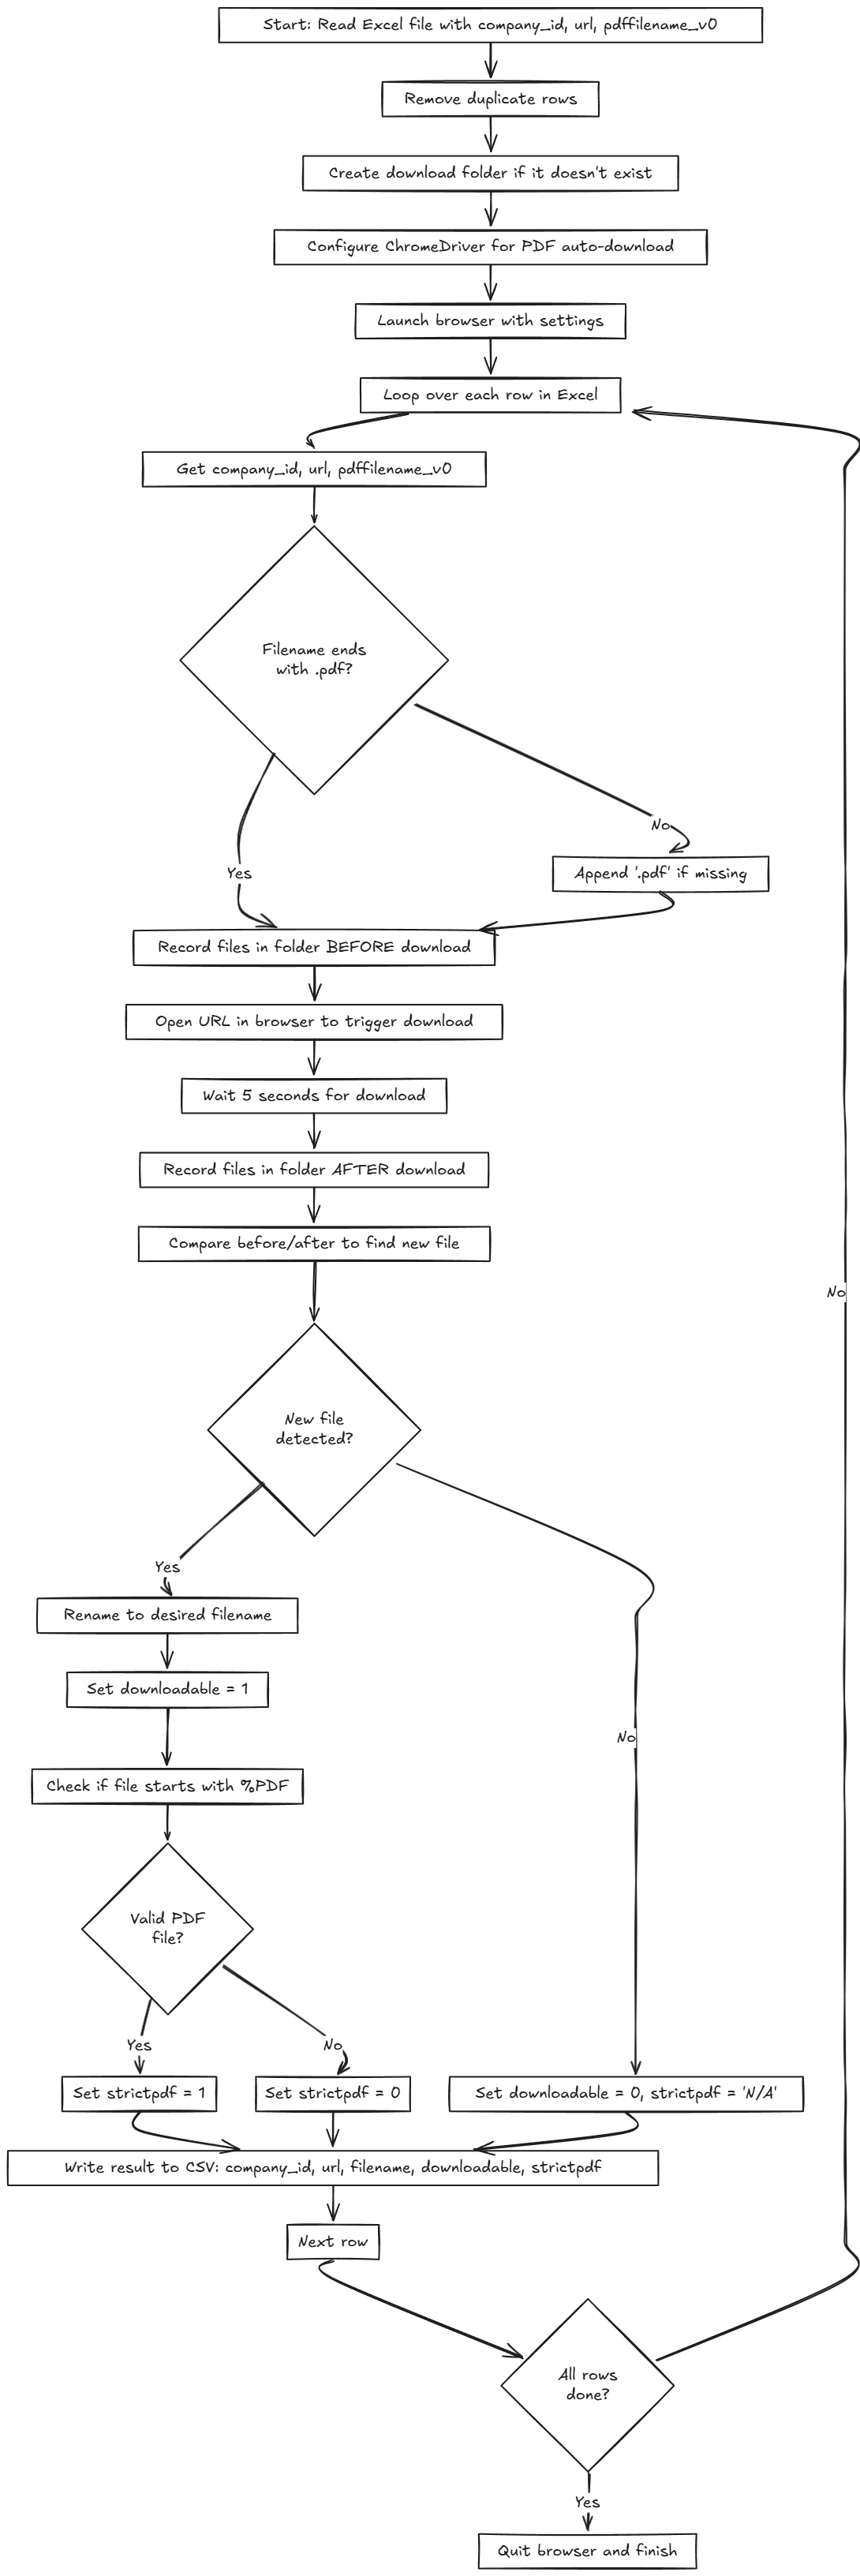 Start: Read Excel file with company_id, url, pdffilename_v0
Remove duplicate rows
Create download folder if it doesn't exist
Configure ChromeDriver for PDF auto-download
Launch browser with settings
Loop over each row in Excel
Get company_id, url, pdffilename_v0
Filename ends
with .pdf?
No
Append '.pdf' if missing
Yes
Record files in folder BEFORE download
Open URL in browser to trigger download
Wait 5 seconds for download
Record files in folder AFTER download
Compare before/after to find new file
No
New file
detected?
Yes
Rename to desired filename
Set downloadable = 1
No
Check if file starts with %PDF
Valid PDF
file?
Yes
No
Set strictpdf = 1
Set strictpdf = 0
Set downloadable = 0, strictpdf = 'N/A'
Write result to CSV: company_id, url, filename, downloadable, strictpdf
Next row
All rows
done?
Yes
Quit browser and finish